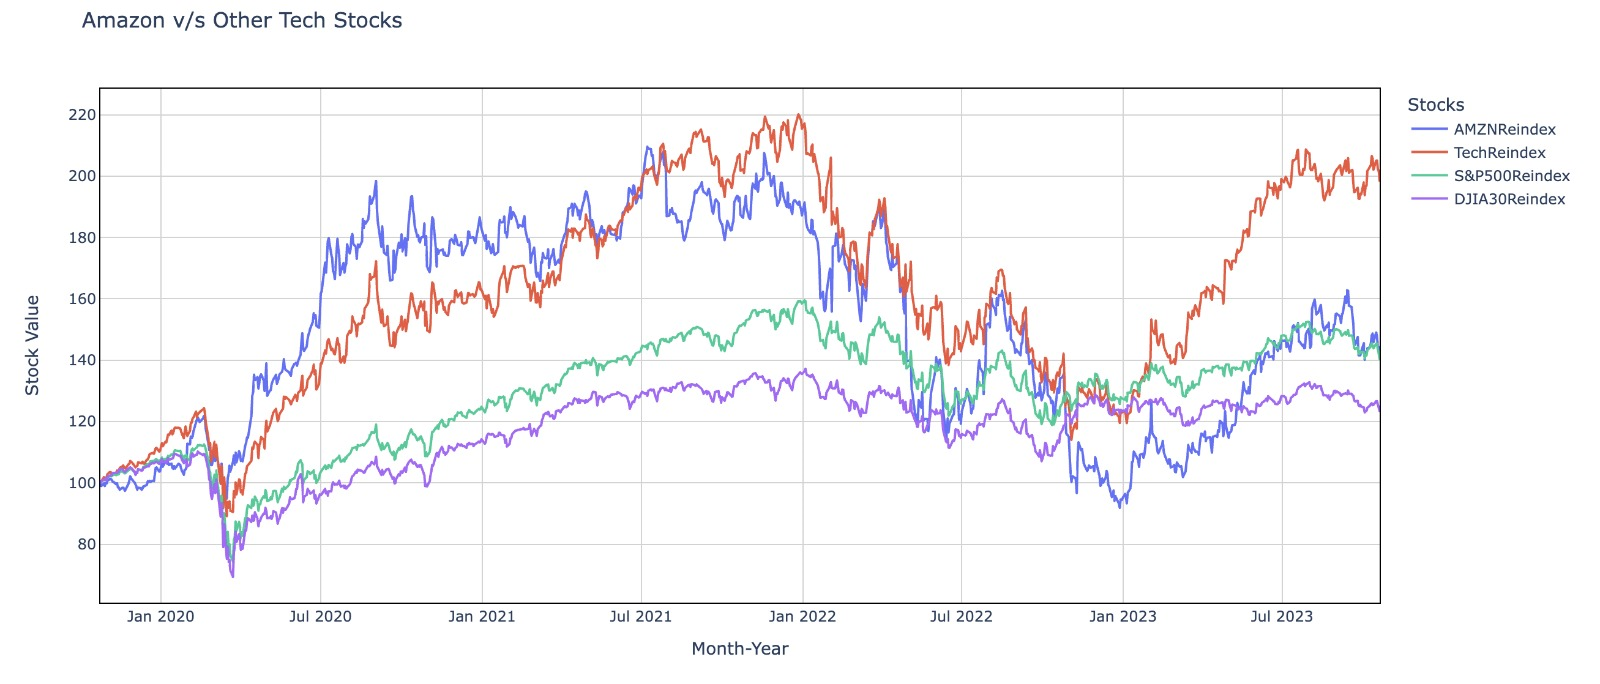 Amazon v/s Other Tech Stocks
Stocks
AMZNReindex
TechReindex
S&P500Reindex
DJIA30Reindex
Stock Value
220
200
180
160
140
120
100
80
Jan 2020 Jul 2020 Jan 2021 Jul 2021 Jan 2022 Jul 2022 Jan 2023 Jul 2023
Month-Year